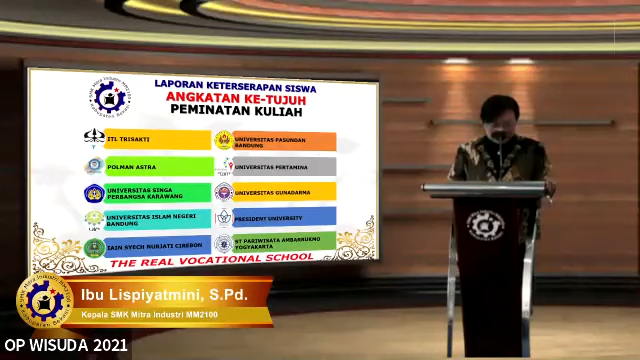 LAPORAN KETERSERAPAN SISWA
ANGKATAN KE-TUJUH
PEMINATAN KULIAH
ITL TRISAKTI
POLMAN ASTRA
UNIVERSITAS SINGA
PERBANGSA KARAWANG
UNIVERSITAS ISLAM NEGERI
BANDUNG
IAIN SYECH NURJATI CIREBON
UNIVERSITAS PASUNDAN
BANDUNG
UNIVERSITAS PERTAMINA
UNIVERSITAS GUNADARMA
PRESIDENT UNIVERSITY
ST PARIWISATA AMBARRUKMO
YOGYAKARTA
THE REAL VOCATIONAL SCHOOL
Ibu Lispiyatmini, S.Pd.
Kepala SMK Mitra Industri MM2100
OP WISUDA 2021